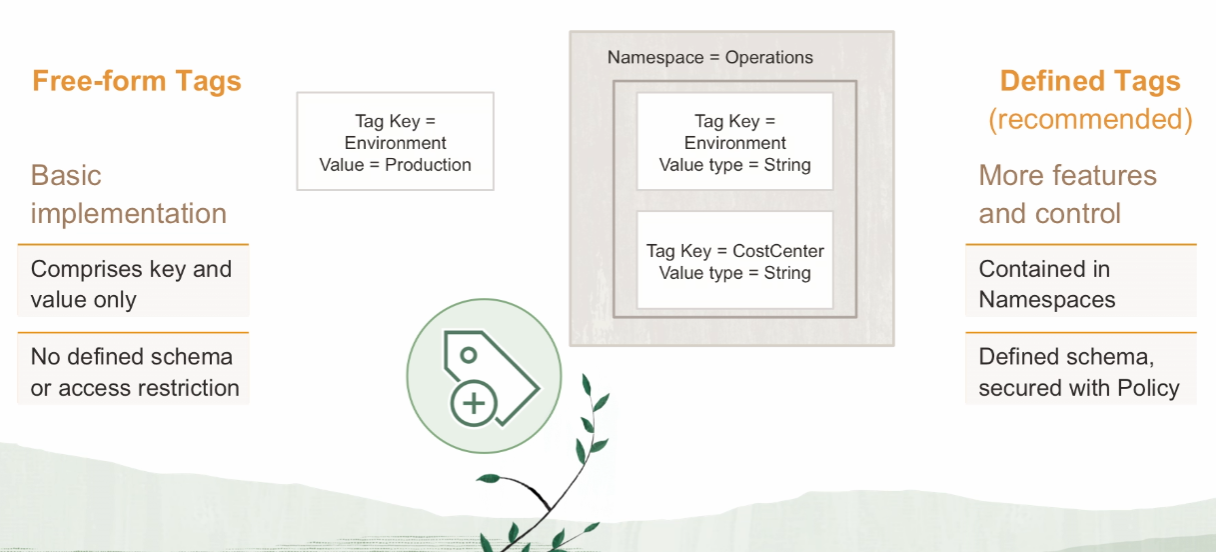 Free-form Tags
Basic
implementation
Comprises key and
value only
No defined schema
or access restriction
Tag Key =
Environment
Value = Production
Namespace = Operations
Tag Key =
Environment
Value type = String
Tag Key = CostCenter
Value type = String
Defined Tags
(recommended)
More features
and control
Contained in
Namespaces
Defined schema,
secured with Policy